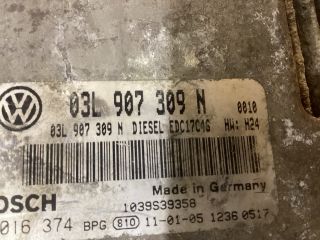 03L 907 309 N 0010
03L 907 309 N DIESEL EDC17C46 HW: H24
Made in Germany
OSCH 1039S39358
016 374 BPG 810 11-01-05 1236 0517